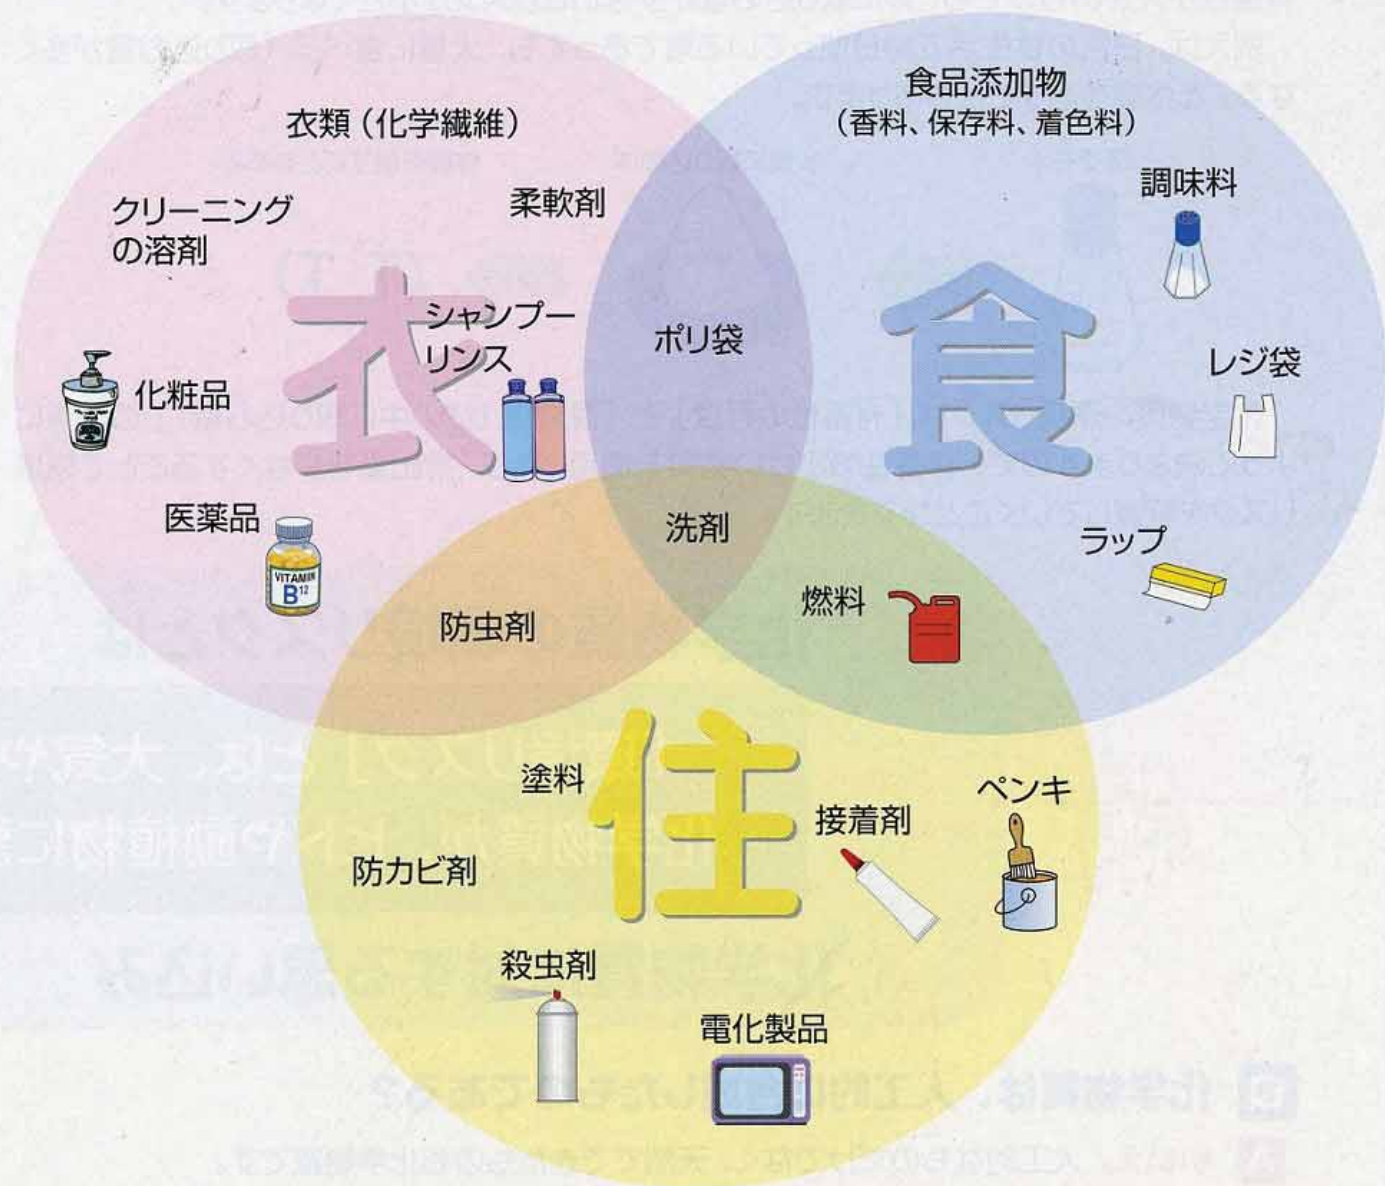 衣類(化学繊維)
クリーニング
の溶剤
柔軟剤
衣
シャンプー
リンス
化粧品
医薬品
VITAMIN
B12
食品添加物
(香料、保存料、着色料)
調味料
食
レジ袋
ラップ
ポリ袋
洗剤
防虫剤
燃料
住
塗料
接着剤
ペンキ
防カビ剤
殺虫剤
電化製品